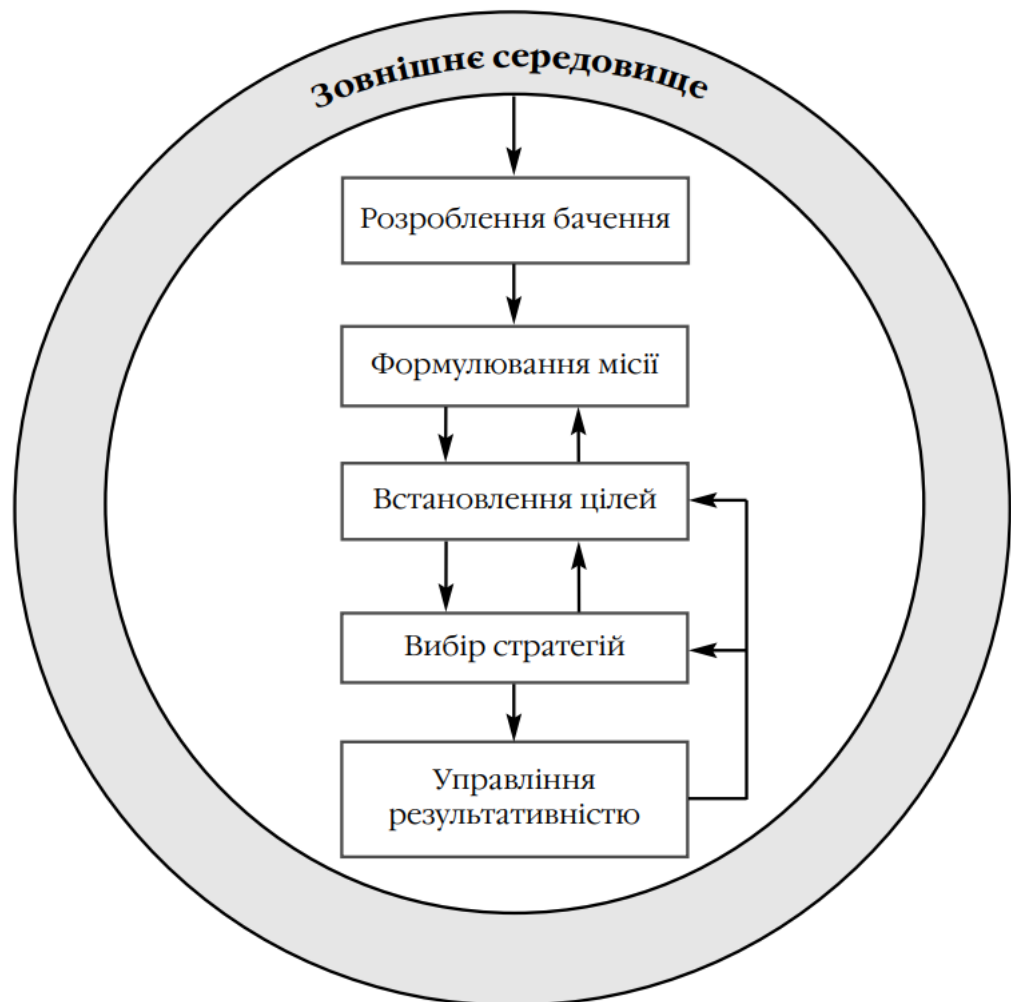 Зовнішнє середовище
Розроблення бачення
Формулювання місії
Встановлення цілей
Вибір стратегій
Управління
результативністю